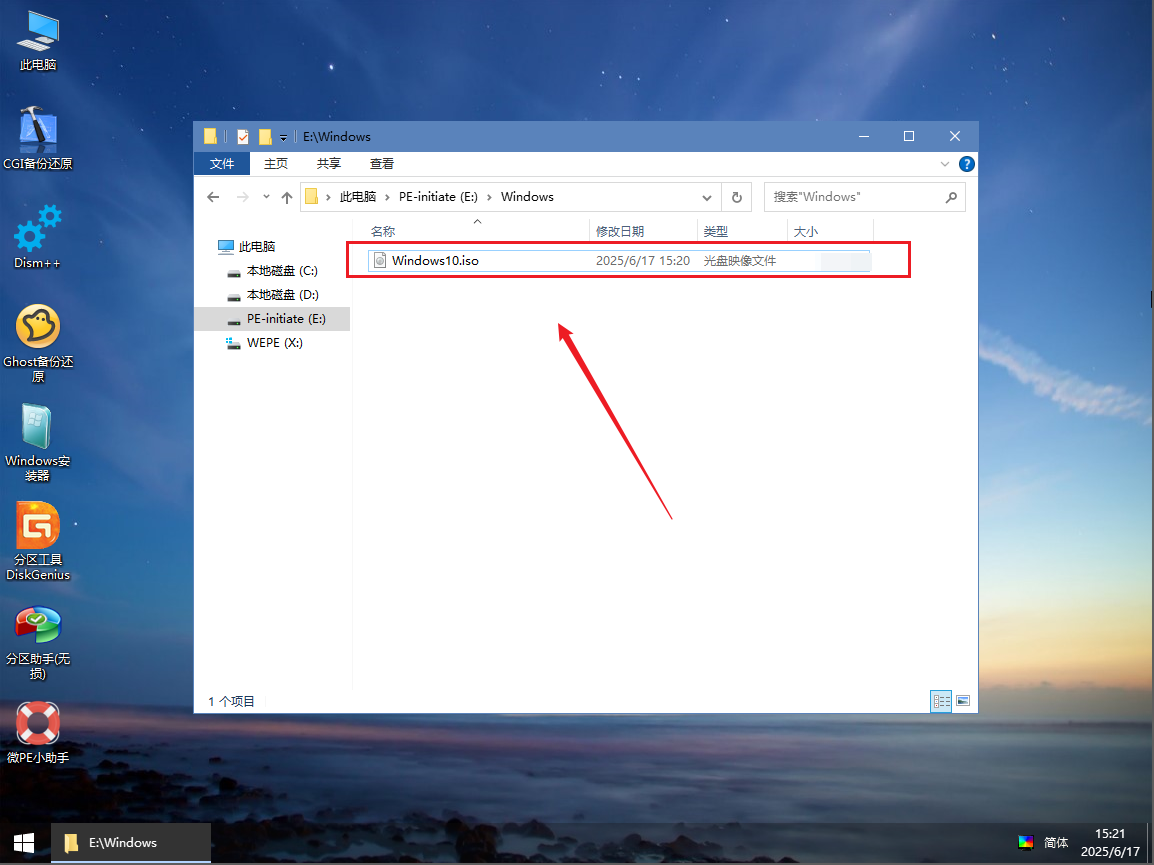 此电脑
CGI备份还原
Dism++
Ghost备份还
原
Windows安
装器
分区工具
DiskGenius
分区助手(无
损)
微PE小助手
E:\Windows
文件 主页 共享 查看
此电脑 PE-initiate (E:) Windows
搜索"Windows"
名称 修改日期 类型 大小
此电脑
本地磁盘 (C:)
本地磁盘 (D:)
PE-initiate (E:)
WEPE (X:)
Windows10.iso 2025/6/17 15:20 光盘映像文件
1 个项目
E:\Windows
简体
15:21
2025/6/17